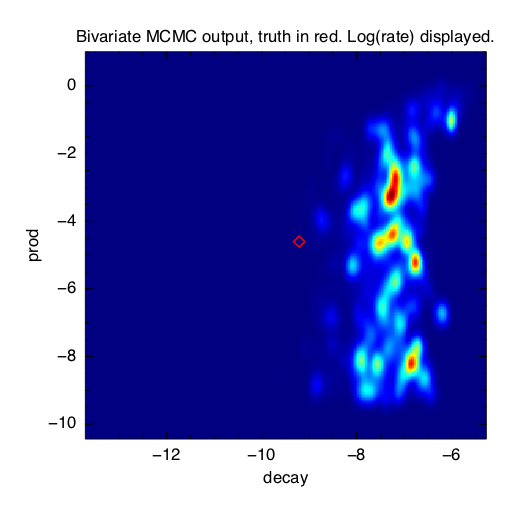 Bivariate MCMC output, truth in red. Log(rate) displayed.
0
−2
−4
−6
−8
−10
prod
−12 −10 −8 −6
decay